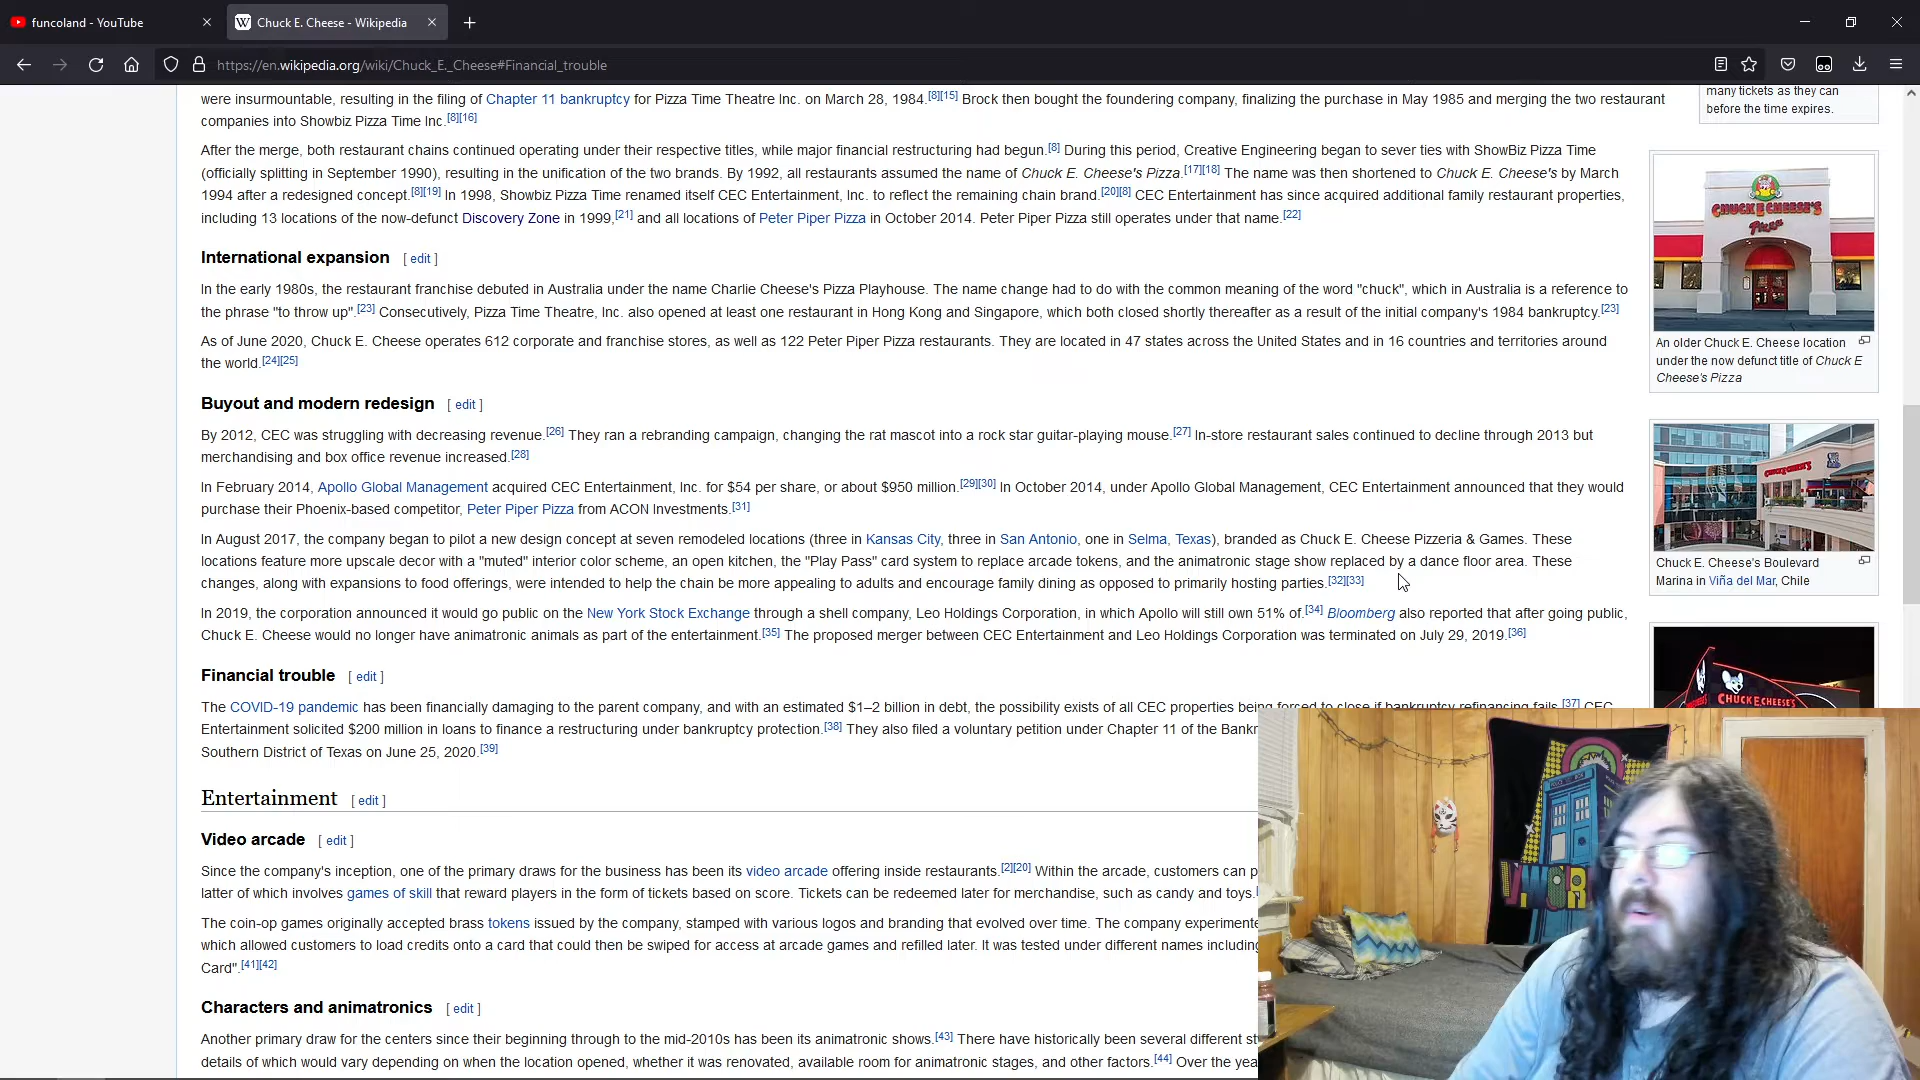 funcoland - YouTube
Chuck E. Cheese - Wikipedia
https://en.wikipedia.org/wiki/Chuck_E._Cheese#Financial_trouble
were insurmountable, resulting in the filing of Chapter 11 bankruptcy for Pizza Time Theatre Inc. on March 28, 1984.[8][15] Brock then bought the foundering company, finalizing the purchase in May 1985 and merging the two restaurant
companies into Showbiz Pizza Time Inc.[8][16]
After the merge, both restaurant chains continued operating under their respective titles, while major financial restructuring had begun.[8] During this period, Creative Engineering began to sever ties with ShowBiz Pizza Time
(officially splitting in September 1990), resulting in the unification of the two brands. By 1992, all restaurants assumed the name of Chuck E. Cheese's Pizza.[17][18] The name was then shortened to Chuck E. Cheese's by March
1994 after a redesigned concept.[8][19] In 1998, Showbiz Pizza Time renamed itself CEC Entertainment, Inc. to reflect the remaining chain brand.[20][8] CEC Entertainment has since acquired additional family restaurant properties,
including 13 locations of the now-defunct Discovery Zone in 1999,[21] and all locations of Peter Piper Pizza in October 2014. Peter Piper Pizza still operates under that name.[22]
International expansion [ edit ]
In the early 1980s, the restaurant franchise debuted in Australia under the name Charlie Cheese's Pizza Playhouse. The name change had to do with the common meaning of the word "chuck", which in Australia is a reference to
the phrase "to throw up".[23] Consecutively, Pizza Time Theatre, Inc. also opened at least one restaurant in Hong Kong and Singapore, which both closed shortly thereafter as a result of the initial company's 1984 bankruptcy.[23]
As of June 2020, Chuck E. Cheese operates 612 corporate and franchise stores, as well as 122 Peter Piper Pizza restaurants. They are located in 47 states across the United States and in 16 countries and territories around
the world.[24][25]
Buyout and modern redesign [ edit ]
By 2012, CEC was struggling with decreasing revenue.[26] They ran a rebranding campaign, changing the rat mascot into a rock star guitar-playing mouse.[27] In-store restaurant sales continued to decline through 2013 but
merchandising and box office revenue increased.[28]
In February 2014, Apollo Global Management acquired CEC Entertainment, Inc. for $54 per share, or about $950 million.[29][30] In October 2014, under Apollo Global Management, CEC Entertainment announced that they would
purchase their Phoenix-based competitor, Peter Piper Pizza from ACON Investments.[31]
In August 2017, the company began to pilot a new design concept at seven remodeled locations (three in Kansas City, three in San Antonio, one in Selma, Texas), branded as Chuck E. Cheese Pizzeria & Games. These
locations feature more upscale decor with a "muted" interior color scheme, an open kitchen, the "Play Pass" card system to replace arcade tokens, and the animatronic stage show replaced by a dance floor area. These
changes, along with expansions to food offerings, were intended to help the chain be more appealing to adults and encourage family dining as opposed to primarily hosting parties.[32][33]
In 2019, the corporation announced it would go public on the New York Stock Exchange through a shell company, Leo Holdings Corporation, in which Apollo will still own 51% of.[34] Bloomberg also reported that after going public,
Chuck E. Cheese would no longer have animatronic animals as part of the entertainment.[35] The proposed merger between CEC Entertainment and Leo Holdings Corporation was terminated on July 29, 2019.[36]
Financial trouble [ edit ]
The COVID-19 pandemic has been financially damaging to the parent company, and with an estimated $1–2 billion in debt, the possibility exists of all CEC properties being forced to close if bankruptcy refinancing fails.[37] CEC
Entertainment solicited $200 million in loans to finance a restructuring under bankruptcy protection.[38] They also filed a voluntary petition under Chapter 11 of the Bankr
Southern District of Texas on June 25, 2020.[39]
Entertainment [ edit ]
Video arcade [ edit ]
Since the company's inception, one of the primary draws for the business has been its video arcade offering inside restaurants.[2][20] Within the arcade, customers can p
latter of which involves games of skill that reward players in the form of tickets based on score. Tickets can be redeemed later for merchandise, such as candy and toys.
The coin-op games originally accepted brass tokens issued by the company, stamped with various logos and branding that evolved over time. The company experimente
which allowed customers to load credits onto a card that could then be swiped for access at arcade games and refilled later. It was tested under different names including
Card".[41][42]
Characters and animatronics [ edit ]
Another primary draw for the centers since their beginning through to the mid-2010s has been its animatronic shows.[43] There have historically been several different st
details of which would vary depending on when the location opened, whether it was renovated, available room for animatronic stages, and other factors.[44] Over the yea
many tickets as they can
before the time expires.
CHUCK E CHEESE'S
Pizza
An older Chuck E. Cheese location
under the now defunct title of Chuck E
Cheese's Pizza
Chuck E. Cheese's Boulevard
Marina in Viña del Mar, Chile
CHUCK E. CHEESE'S